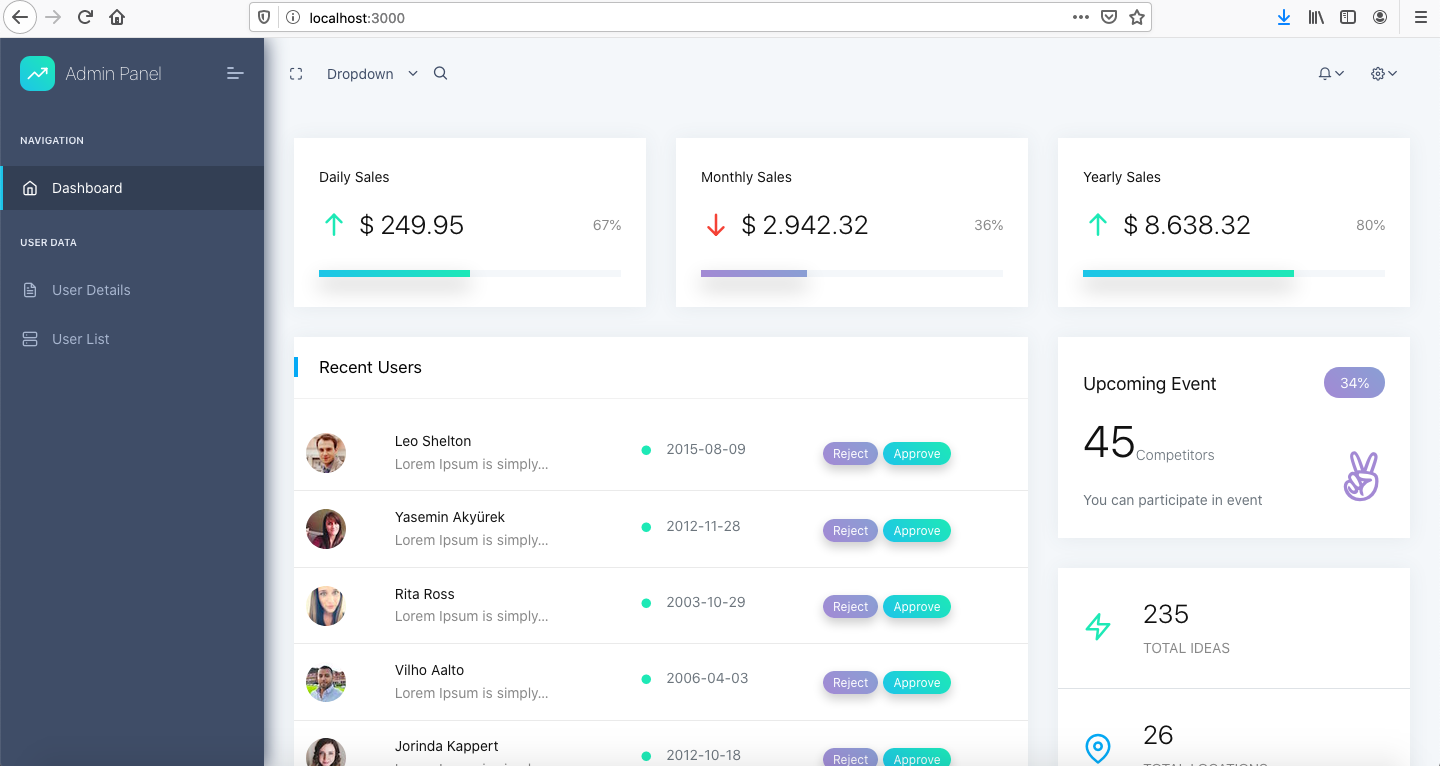 localhost:3000
Admin Panel
Dropdown
NAVIGATION
Dashboard
USER DATA
User Details
User List
Daily Sales
$ 249.95
67%
Monthly Sales
$ 2.942.32
36%
Yearly Sales
$ 8.638.32
80%
Recent Users
Leo Shelton
Lorem Ipsum is simply...
2015-08-09
Reject
Approve
Yasemin Akyürek
Lorem Ipsum is simply...
2012-11-28
Reject
Approve
Rita Ross
Lorem Ipsum is simply...
2003-10-29
Reject
Approve
Vilho Aalto
Lorem Ipsum is simply...
2006-04-03
Reject
Approve
Jorinda Kappert
2012-10-18
Reject
Approve
Upcoming Event
34%
45 Competitors
You can participate in event
235
TOTAL IDEAS
26
TOTAL LOCATIONS